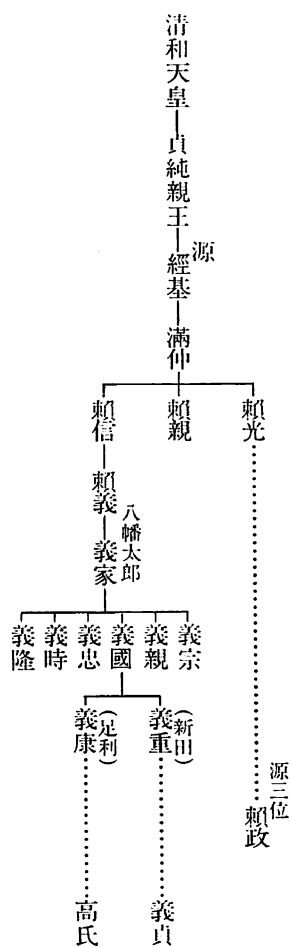 清和天皇
貞純親王
源
經基
滿仲
賴光
賴親
賴信
源三位
賴政
賴義
八幡太郎
義家
義宗
義親
義國
義忠
義時
義隆
(新田)
義重
(足利)
義康
義貞
高氏